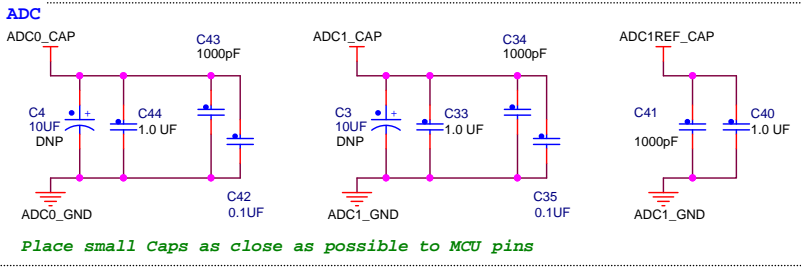 ADC
ADC0_CAP
C43
1000pF
C4
10UF
DNP
+
C44
1.0 UF
C42
0.1UF
ADC0_GND
ADC1_CAP
C34
1000pF
C3
10UF
DNP
+
C33
1.0 UF
C35
0.1UF
ADC1_GND
ADC1REF_CAP
C41
1000pF
C40
1.0 UF
ADC1_GND
Place small Caps as close as possible to MCU pins